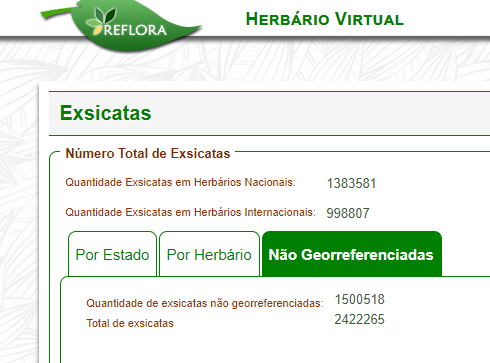 REFLORA
HERBÁRIO VIRTUAL
Exsicatas
Número Total de Exsicatas
Quantidade Exsicatas em Herbários Nacionais: 1383581
Quantidade Exsicatas em Herbários Internacionais: 998807
Por Estado Por Herbário Não Georreferenciadas
Quantidade de exsicatas não georreferenciadas: 1500518
Total de exsicatas 2422265